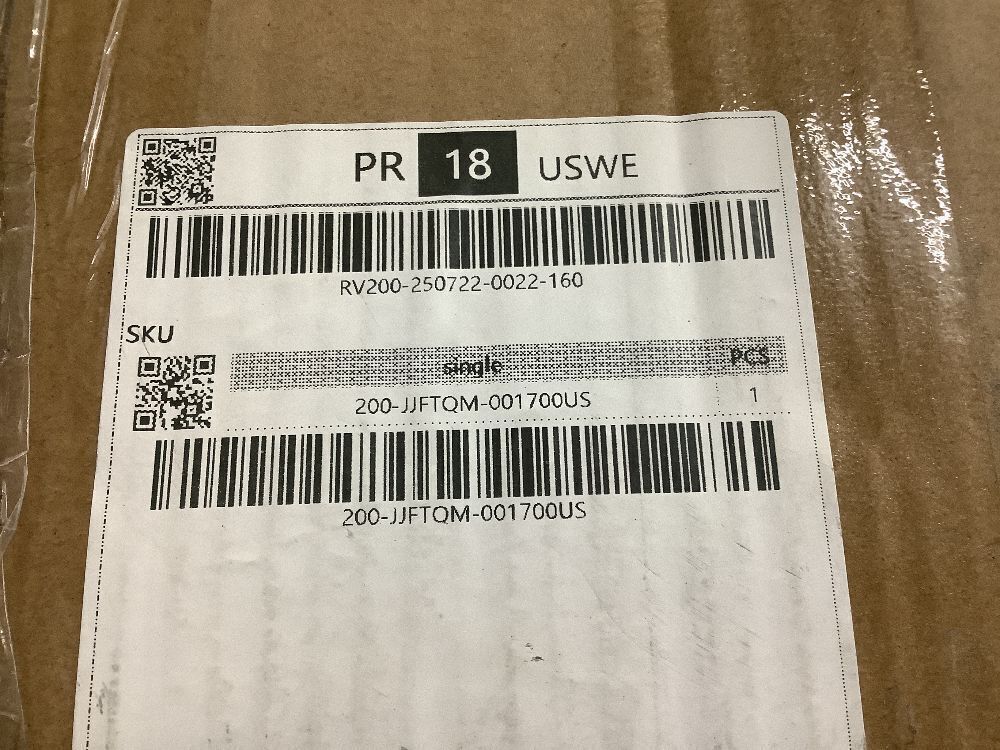 PR 18 USWE
RV200-250722-0022-160
SKU
single PCS
200-JJFTQM-001700US 1
200-JJFTQM-001700US